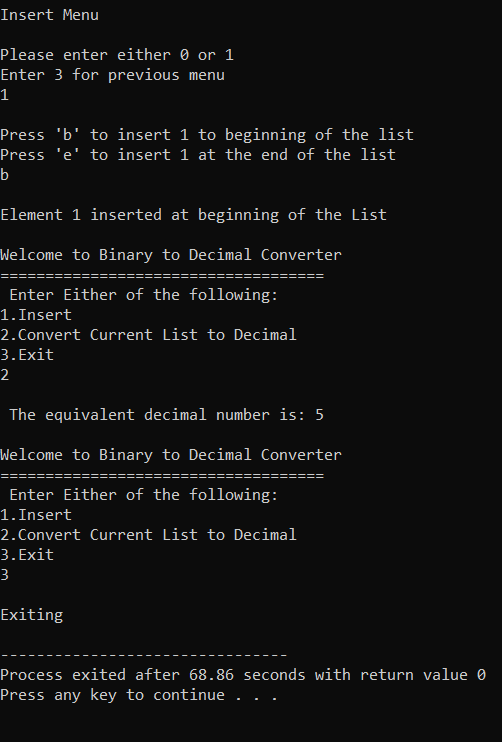 Insert Menu
Please enter either 0 or 1
Enter 3 for previous menu
1
Press 'b' to insert 1 to beginning of the list
Press 'e' to insert 1 at the end of the list
b
Element 1 inserted at beginning of the List
Welcome to Binary to Decimal Converter
====================================
Enter Either of the following:
1.Insert
2.Convert Current List to Decimal
3.Exit
2
The equivalent decimal number is: 5
Welcome to Binary to Decimal Converter
====================================
Enter Either of the following:
1.Insert
2.Convert Current List to Decimal
3.Exit
3
Exiting
--------------------------------
Process exited after 68.86 seconds with return value 0
Press any key to continue . . .